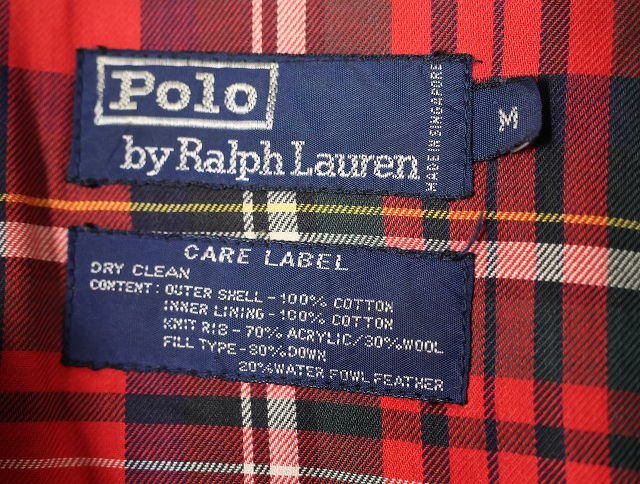 Polo
by Ralph Lauren
MADE IN SINGAPORE
M
CARE LABEL
DRY CLEAN
CONTENT: OUTER SHELL - 100% COTTON
INNER LINING - 100% COTTON
KNIT RIB - 70% ACRYLIC/30% WOOL
FILL TYPE - 80% DOWN
20% WATER FOWL FEATHER